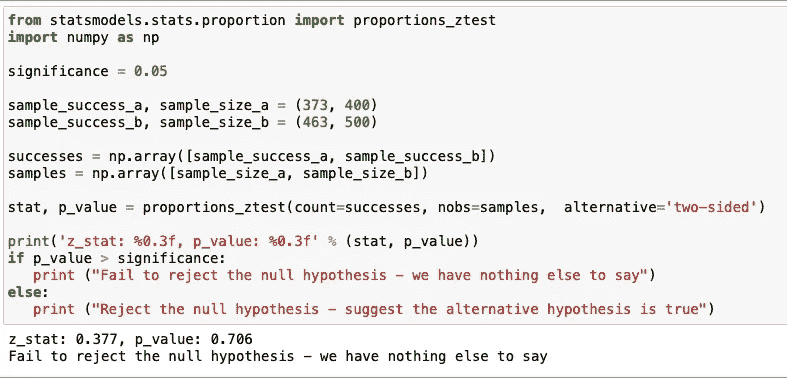 from statsmodels.stats.proportion import proportions_ztest
import numpy as np
significance = 0.05
sample_success_a, sample_size_a = (373, 400)
sample_success_b, sample_size_b = (463, 500)
successes = np.array([sample_success_a, sample_success_b])
samples = np.array([sample_size_a, sample_size_b])
stat, p_value = proportions_ztest(count=successes, nobs=samples,  alternative='two-sided')
print('z_stat: %0.3f, p_value: %0.3f' % (stat, p_value))
if p_value > significance:
   print ("Fail to reject the null hypothesis - we have nothing else to say")
else:
   print ("Reject the null hypothesis - suggest the alternative hypothesis is true")
z_stat: 0.377, p_value: 0.706
Fail to reject the null hypothesis - we have nothing else to say